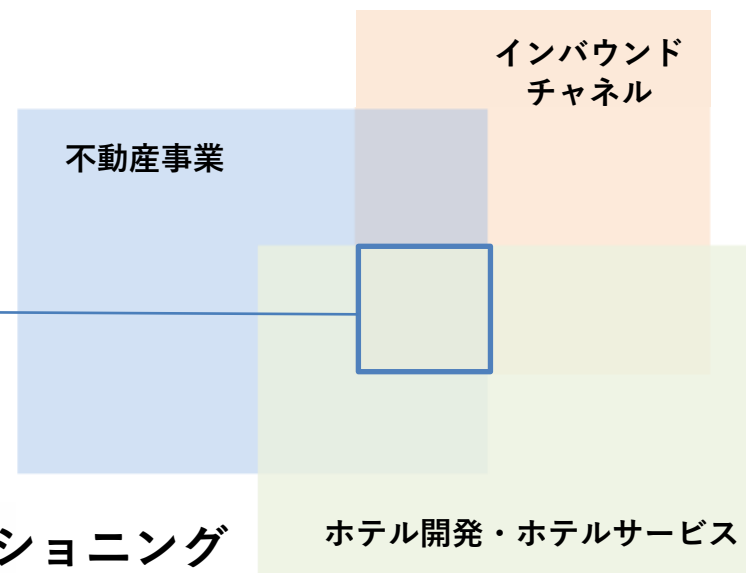 インバウンド
チャネル
不動産事業
ショニング
ホテル開発・ホテルサービス